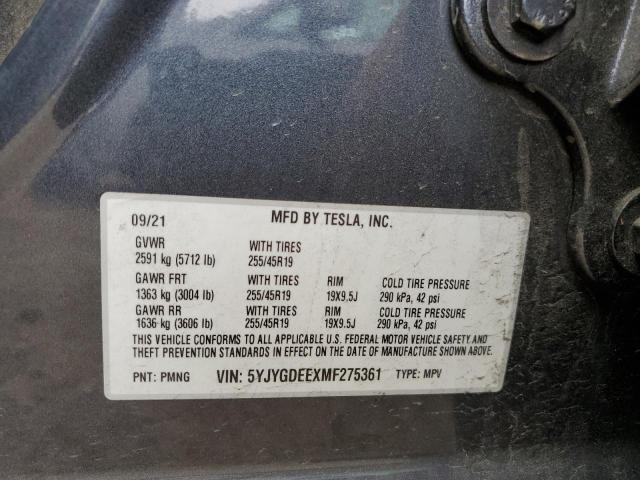 09/21 MFD BY TESLA, INC.
GVWR WITH TIRES
2591 kg (5712 lb) 255/45R19
GAWR FRT WITH TIRES RIM COLD TIRE PRESSURE
1363 kg (3004 lb) 255/45R19 19X9.5J 290 kPa, 42 psi
GAWR RR WITH TIRES RIM COLD TIRE PRESSURE
1636 kg (3606 lb) 255/45R19 19X9.5J 290 kPa, 42 psi
THIS VEHICLE CONFORMS TO ALL APPLICABLE U.S. FEDERAL MOTOR VEHICLE SAFETY AND
THEFT PREVENTION STANDARDS IN EFFECT ON THE DATE OF MANUFACTURE SHOWN ABOVE.
PNT: PMNG VIN: 5YJYGDEEXMF275361 TYPE: MPV